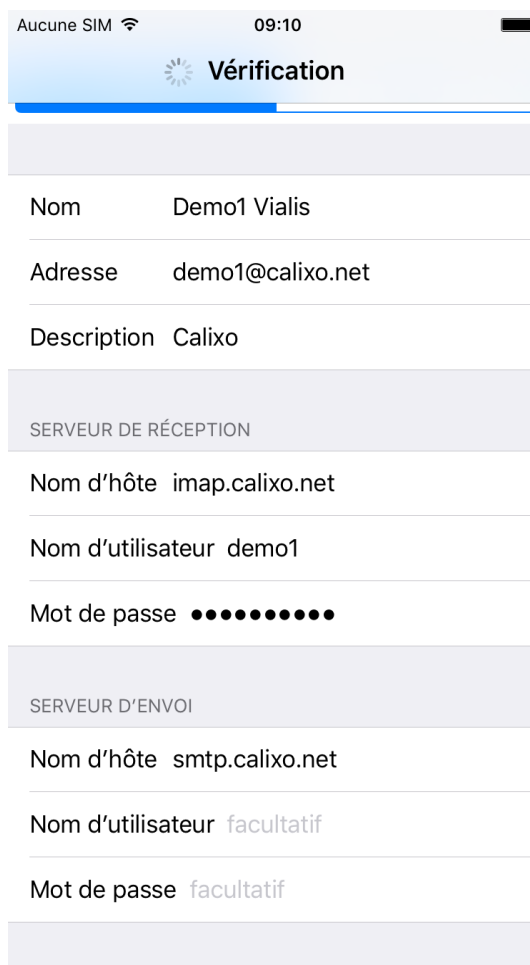 Aucune SIM 09:10
Vérification
Nom Demo1 Vialis
Adresse demo1@calixo.net
Description Calixo
SERVEUR DE RÉCEPTION
Nom d’hôte imap.calixo.net
Nom d’utilisateur demo1
Mot de passe ●●●●●●●●●●
SERVEUR D’ENVOI
Nom d’hôte smtp.calixo.net
Nom d’utilisateur facultatif
Mot de passe facultatif